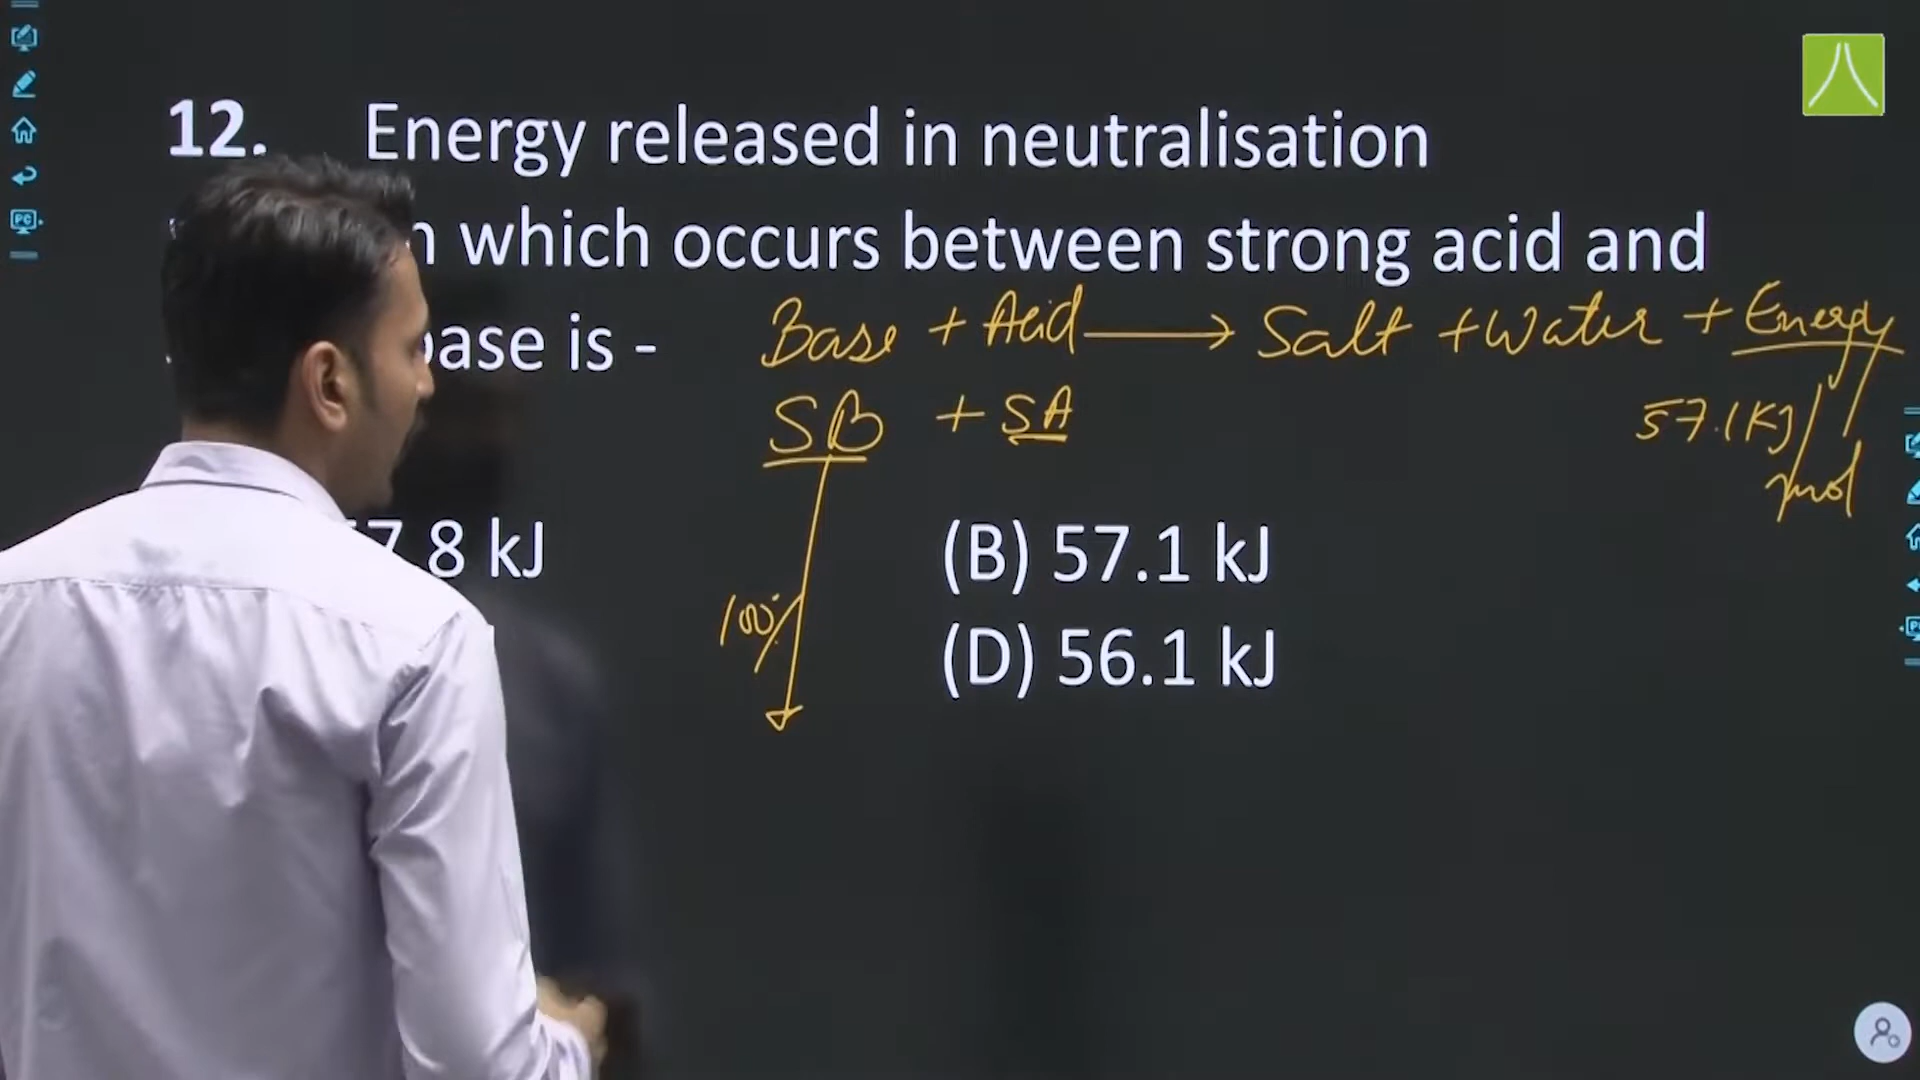 12. Energy released in neutralisation
which occurs between strong acid and
base is -
Base + Acid → Salt + Water + Energy
SB + SA
57.1 KJ/
mol
7.8 kJ
(B) 57.1 kJ
100%
(D) 56.1 kJ